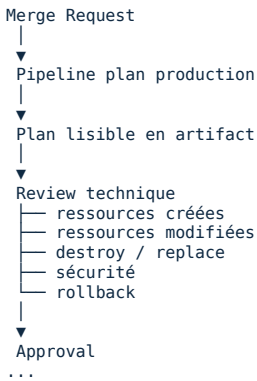 Merge Request
│
▼
Pipeline plan production
│
▼
Plan lisible en artifact
│
▼
Review technique
├── ressources créées
├── ressources modifiées
├── destroy / replace
├── sécurité
└── rollback
│
▼
Approval
...